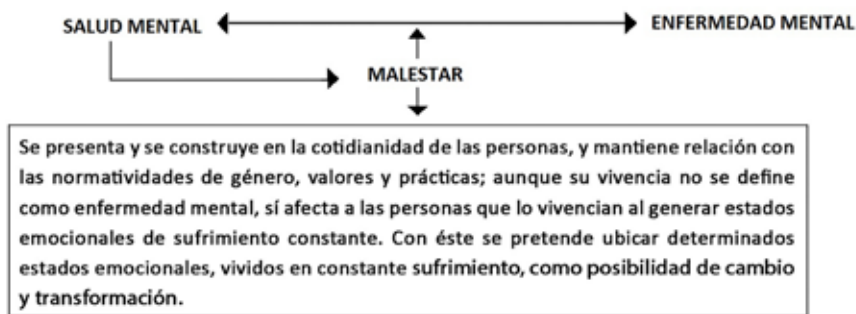 SALUD MENTAL
ENFERMEDAD MENTAL
MALESTAR
Se presenta y se construye en la cotidianidad de las personas, y mantiene relación con
las normatividades de género, valores y prácticas; aunque su vivencia no se define
como enfermedad mental, sí afecta a las personas que lo vivencian al generar estados
emocionales de sufrimiento constante. Con éste se pretende ubicar determinados
estados emocionales, vividos en constante sufrimiento, como posibilidad de cambio
y transformación.